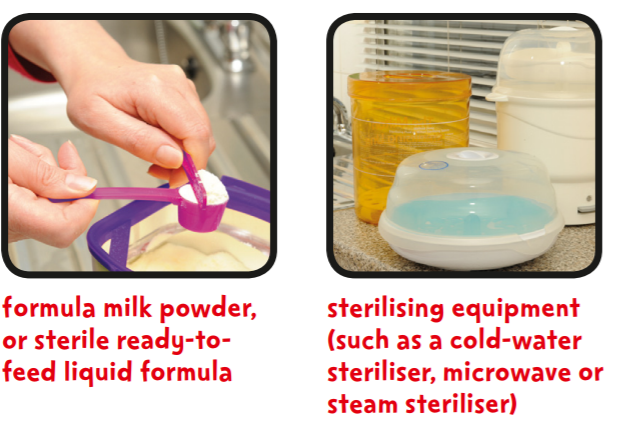 formula milk powder,
or sterile ready-to-
feed liquid formula
sterilising equipment
(such as a cold-water
steriliser, microwave or
steam steriliser)